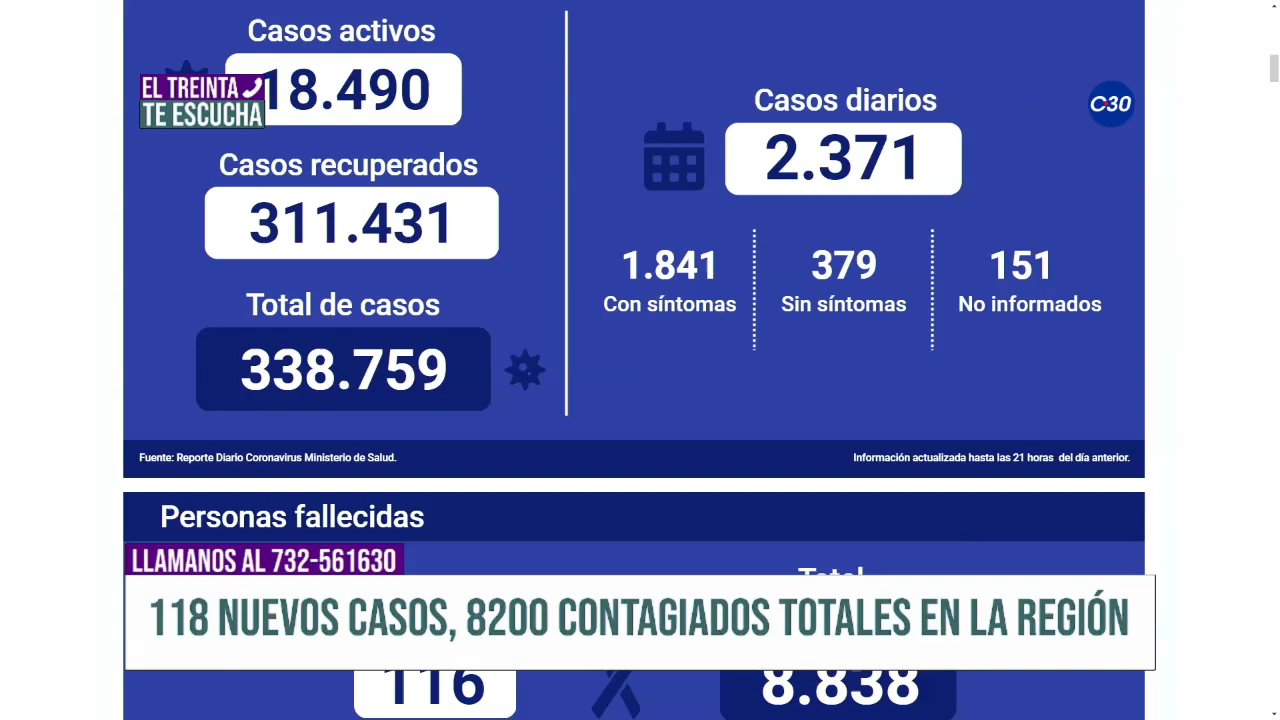 Casos activos
18.490
EL TREINTA
TE ESCUCHA
Casos recuperados
311.431
Total de casos
338.759
Casos diarios
2.371
C30
1.841
Con síntomas
379
Sin síntomas
151
No informados
Fuente: Reporte Diario Coronavirus Ministerio de Salud.
Información actualizada hasta las 21 horas del día anterior.
Personas fallecidas
Total
LLAMANOS AL 732-561630
118 NUEVOS CASOS, 8200 CONTAGIADOS TOTALES EN LA REGIÓN
116
8.838